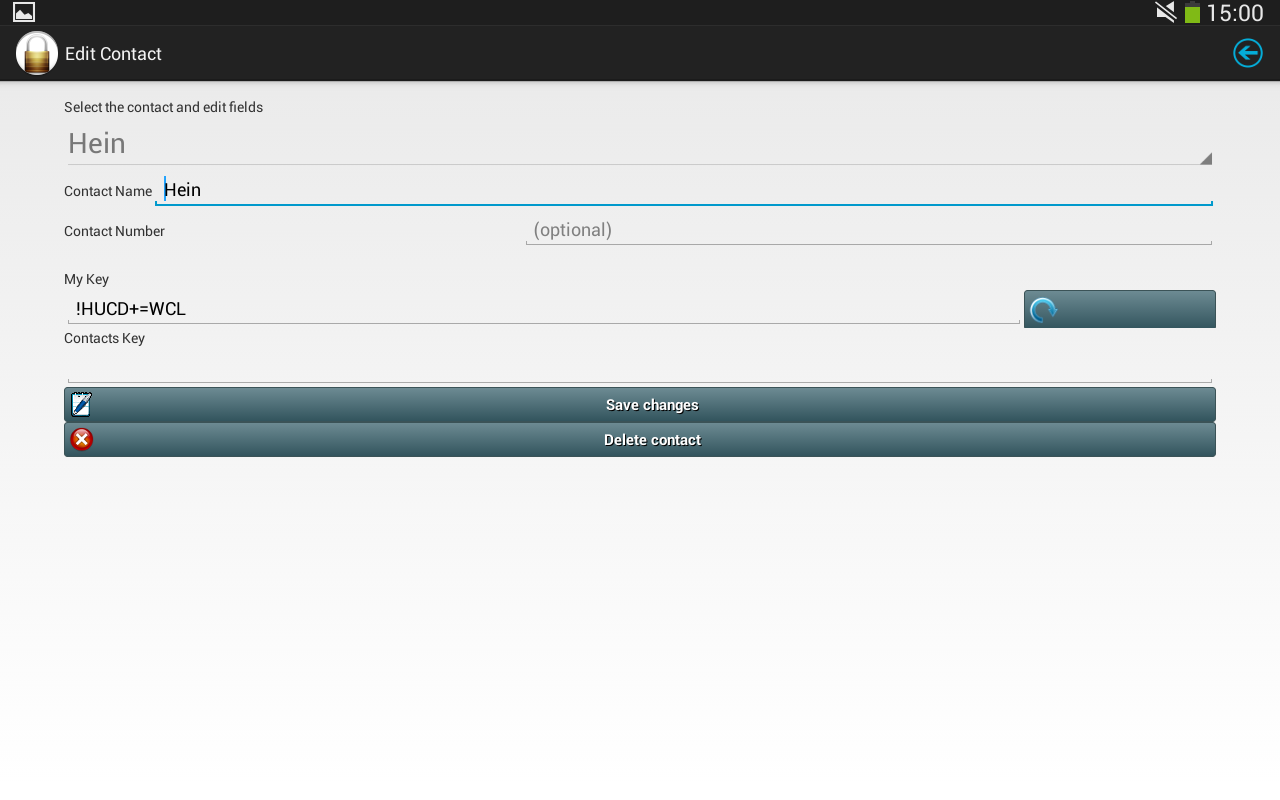 15:00
Edit Contact
Select the contact and edit fields
Hein
Contact Name Hein
Contact Number (optional)
My Key
!HUCD+=WCL
Contacts Key
Save changes
Delete contact